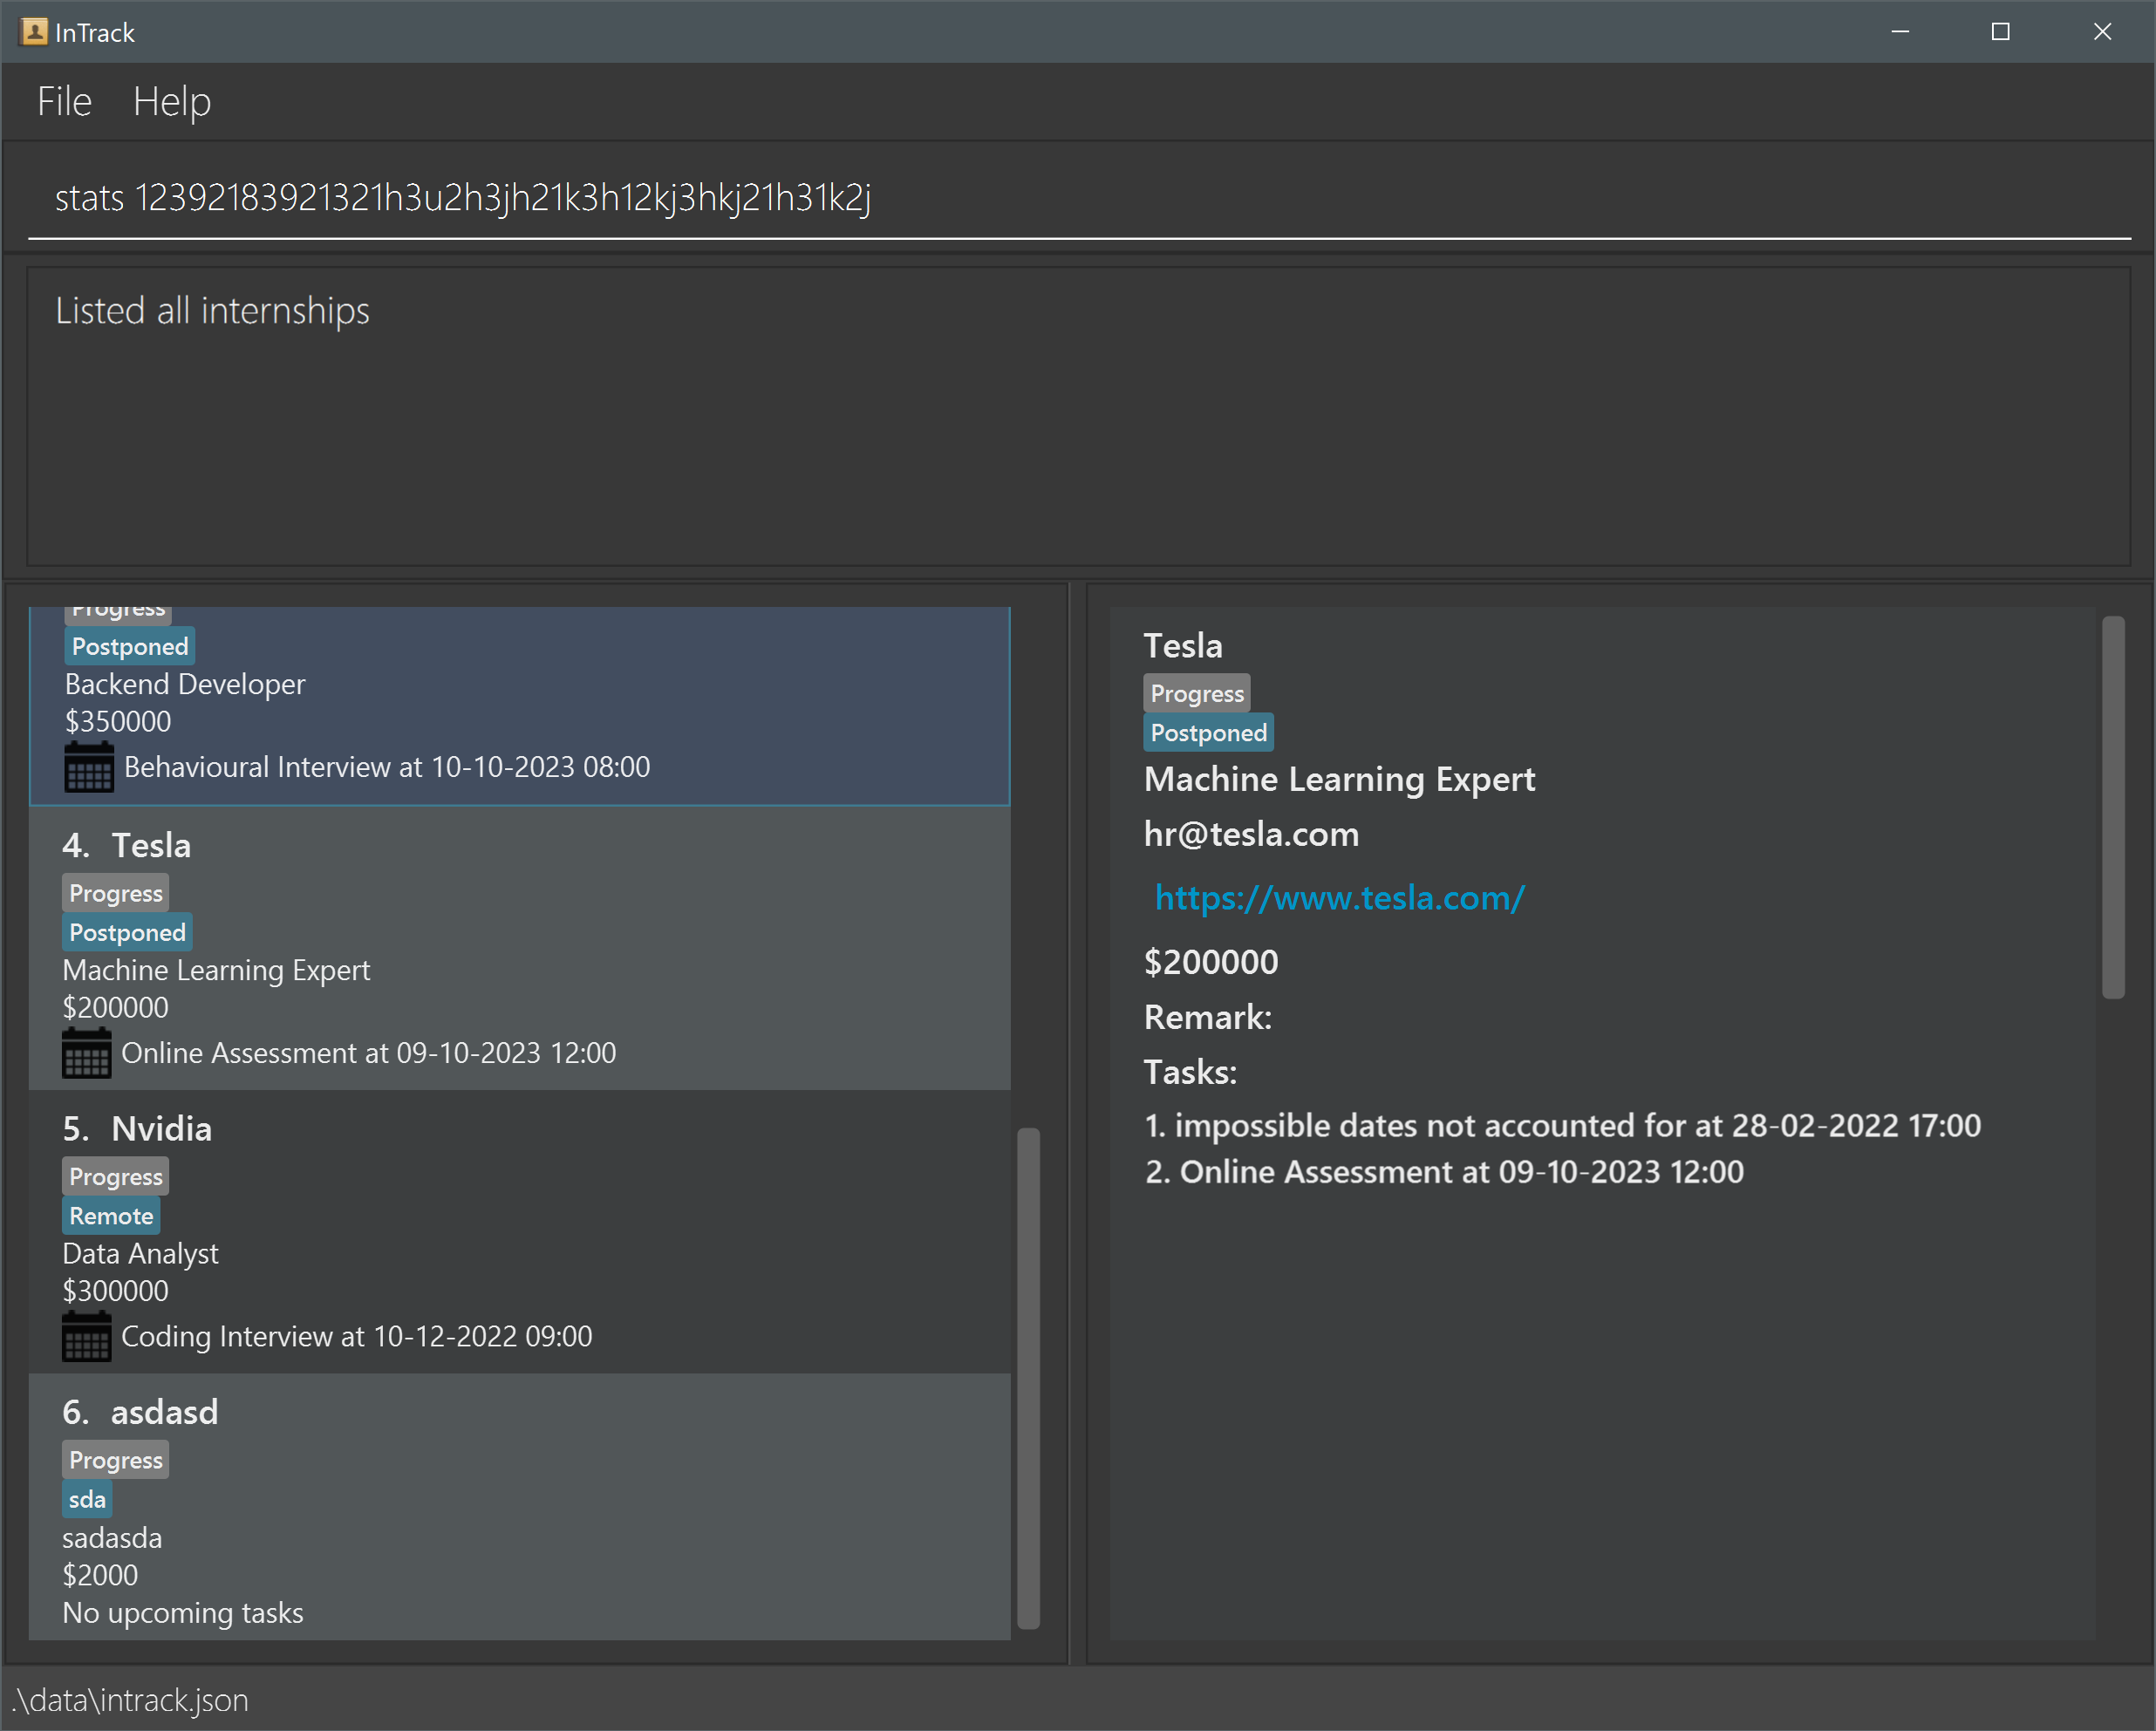 InTrack
File Help
stats 12392183921321h3u2h3jh21k3h12kj3hkj21h31k2j
Listed all internships
Progress
Postponed
Backend Developer
$350000
Behavioural Interview at 10-10-2023 08:00
4. Tesla
Progress
Postponed
Machine Learning Expert
$200000
Online Assessment at 09-10-2023 12:00
5. Nvidia
Progress
Remote
Data Analyst
$300000
Coding Interview at 10-12-2022 09:00
6. asdasd
Progress
sda
sadasda
$2000
No upcoming tasks
Tesla
Progress
Postponed
Machine Learning Expert
hr@tesla.com
https://www.tesla.com/
$200000
Remark:
Tasks:
1. impossible dates not accounted for at 28-02-2022 17:00
2. Online Assessment at 09-10-2023 12:00
.\data\intrack.json